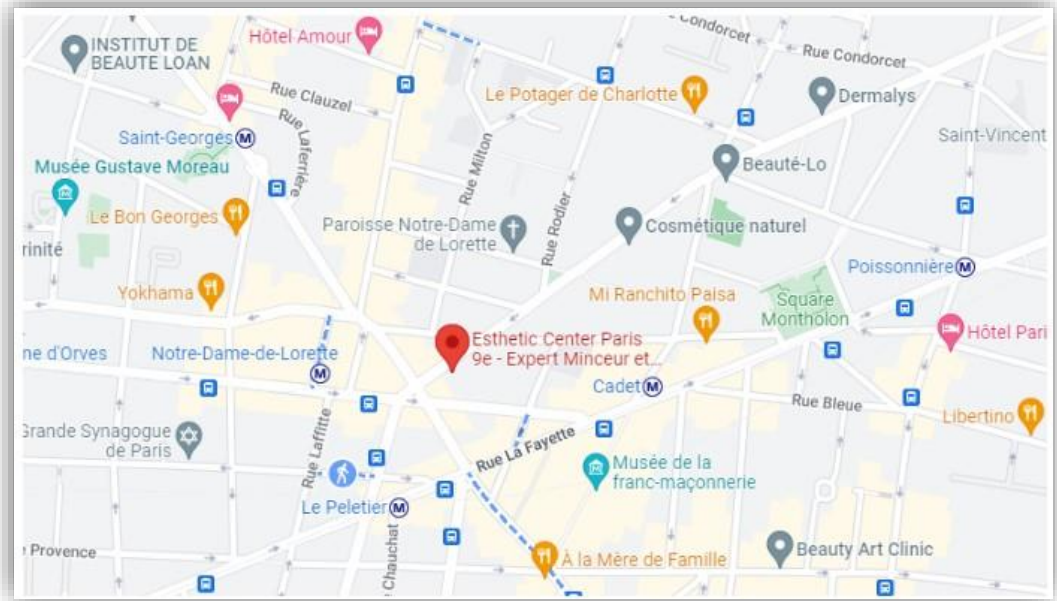 Condorcet
INSTITUT DE
BEAUTE LOAN
Hôtel Amour
Rue Condorcet
Rue Clauzel
Le Potager de Charlotte
Dermalys
Saint-Georges M
Rue Laferrière
Rue Milton
Saint-Vincent
Musée Gustave Moreau
Beauté-Lo
Le Bon Georges
Paroisse Notre-Dame
de Lorette
Rue Rodier
Cosmétique naturel
rinité
Poissonnière M
Yokhama
Mi Ranchito Paisa
Square
Montholon
Esthetic Center Paris
9e - Expert Minceur et...
Hôtel Pari
ne d'Orves
Notre-Dame-de-Lorette
M
Cadet M
Rue Bleue
Libertino
Grande Synagogue
de Paris
Rue Laffitte
Rue La Fayette
Musée de la
franc-maçonnerie
Le Peletier M
Chauchat
Provence
À la Mère de Famille
Beauty Art Clinic